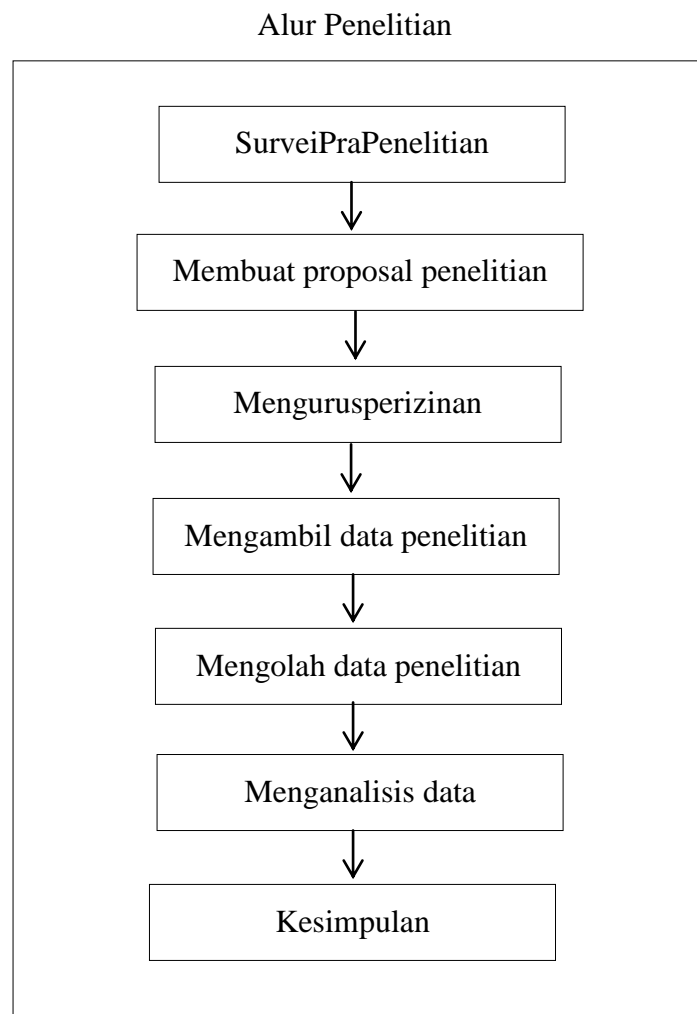 Alur Penelitian
SurveiPraPenelitian
Membuat proposal penelitian
Mengurusperizinan
Mengambil data penelitian
Mengolah data penelitian
Menganalisis data
Kesimpulan